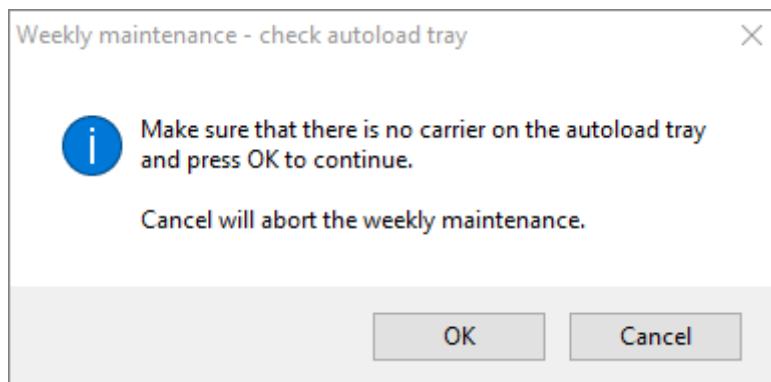 Weekly maintenance - check autoload tray
Make sure that there is no carrier on the autoload tray
and press OK to continue.
Cancel will abort the weekly maintenance.
OK
Cancel